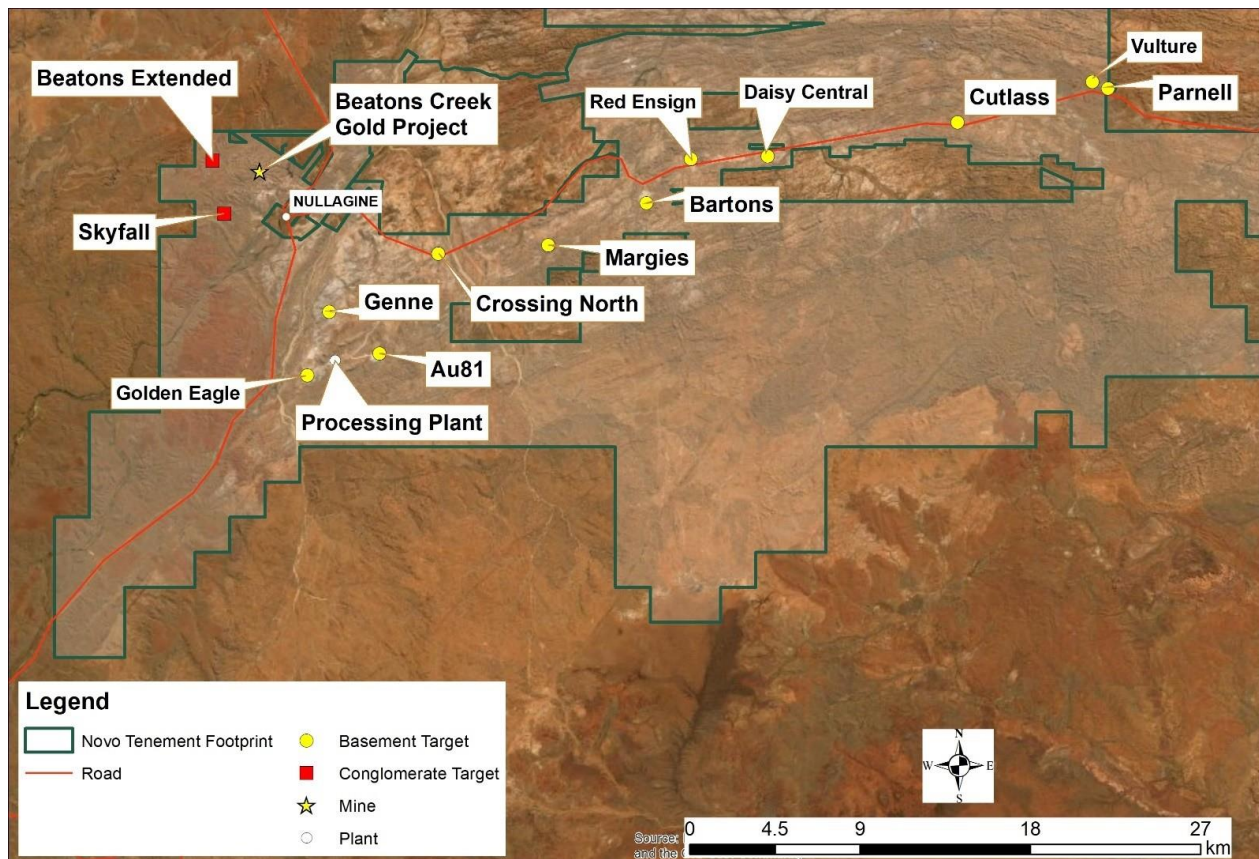 Vulture
Beatons Extended
Beatons Creek
Gold Project
Red Ensign
Daisy Central
Cutlass
Parnell
NULLAGINE
Skyfall
Bartons
Margies
Genne
Crossing North
Au81
Golden Eagle
Processing Plant
Legend
Novo Tenement Footprint
Basement Target
Road
Conglomerate Target
Mine
Plant
N
W E
S
0 4.5 9 18 27
km
Source:
and the